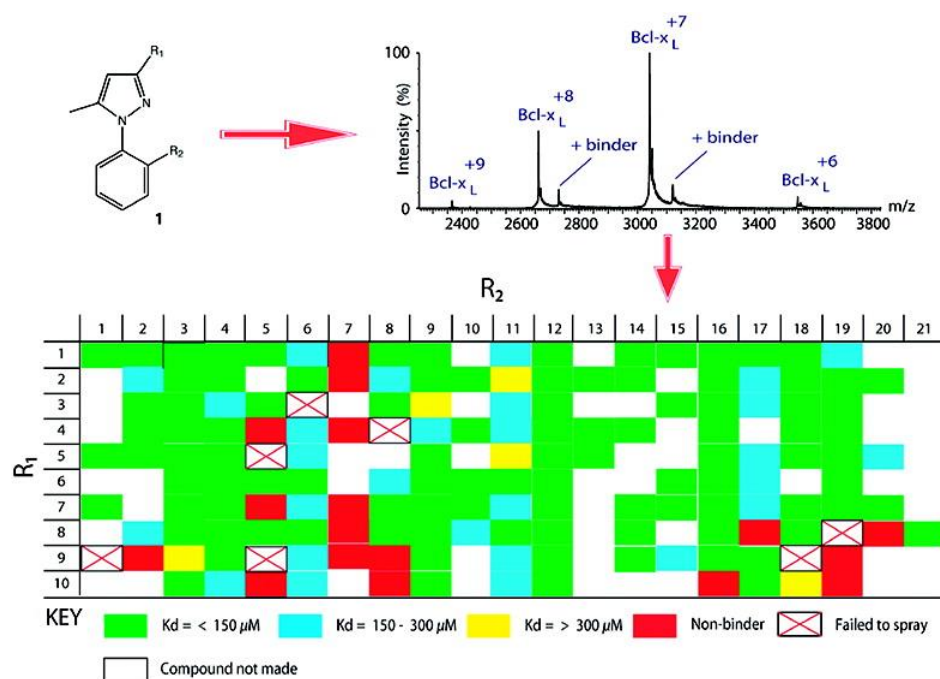 R1
N
N
R2
1
100
0
Intensity (%)
Bcl-xL+9
Bcl-xL+8
+ binder
Bcl-xL+7
+ binder
Bcl-xL+6
2400 2800 3000 3200 3400 3600 3800 m/z
R2
1 2 3 4 5 6 7 8 9 10 11 12 13 14 15 16 17 18 19 20 21
R1
1
2
3
4
5
6
7
8
9
10
KEY
Kd = < 150 µM
Kd = 150 - 300 µM
Kd = > 300 µM
Non-binder
Failed to spray
Compound not made